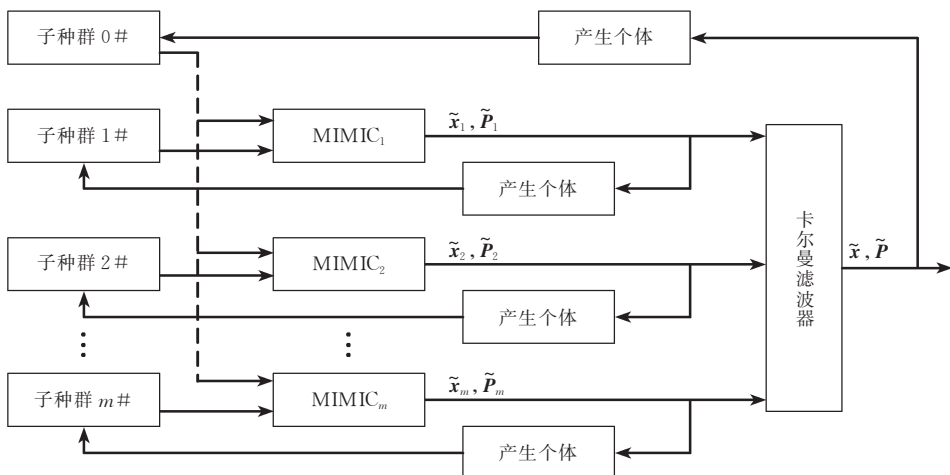 子种群 0#
产生个体
子种群 1#
MIMIC₁
x̃₁, P̃₁
产生个体
子种群 2#
MIMIC₂
x̃₂, P̃₂
产生个体
卡尔曼滤波器
x̃, P̃
⋮
⋮
子种群 m#
MIMICₘ
x̃ₘ, P̃ₘ
产生个体